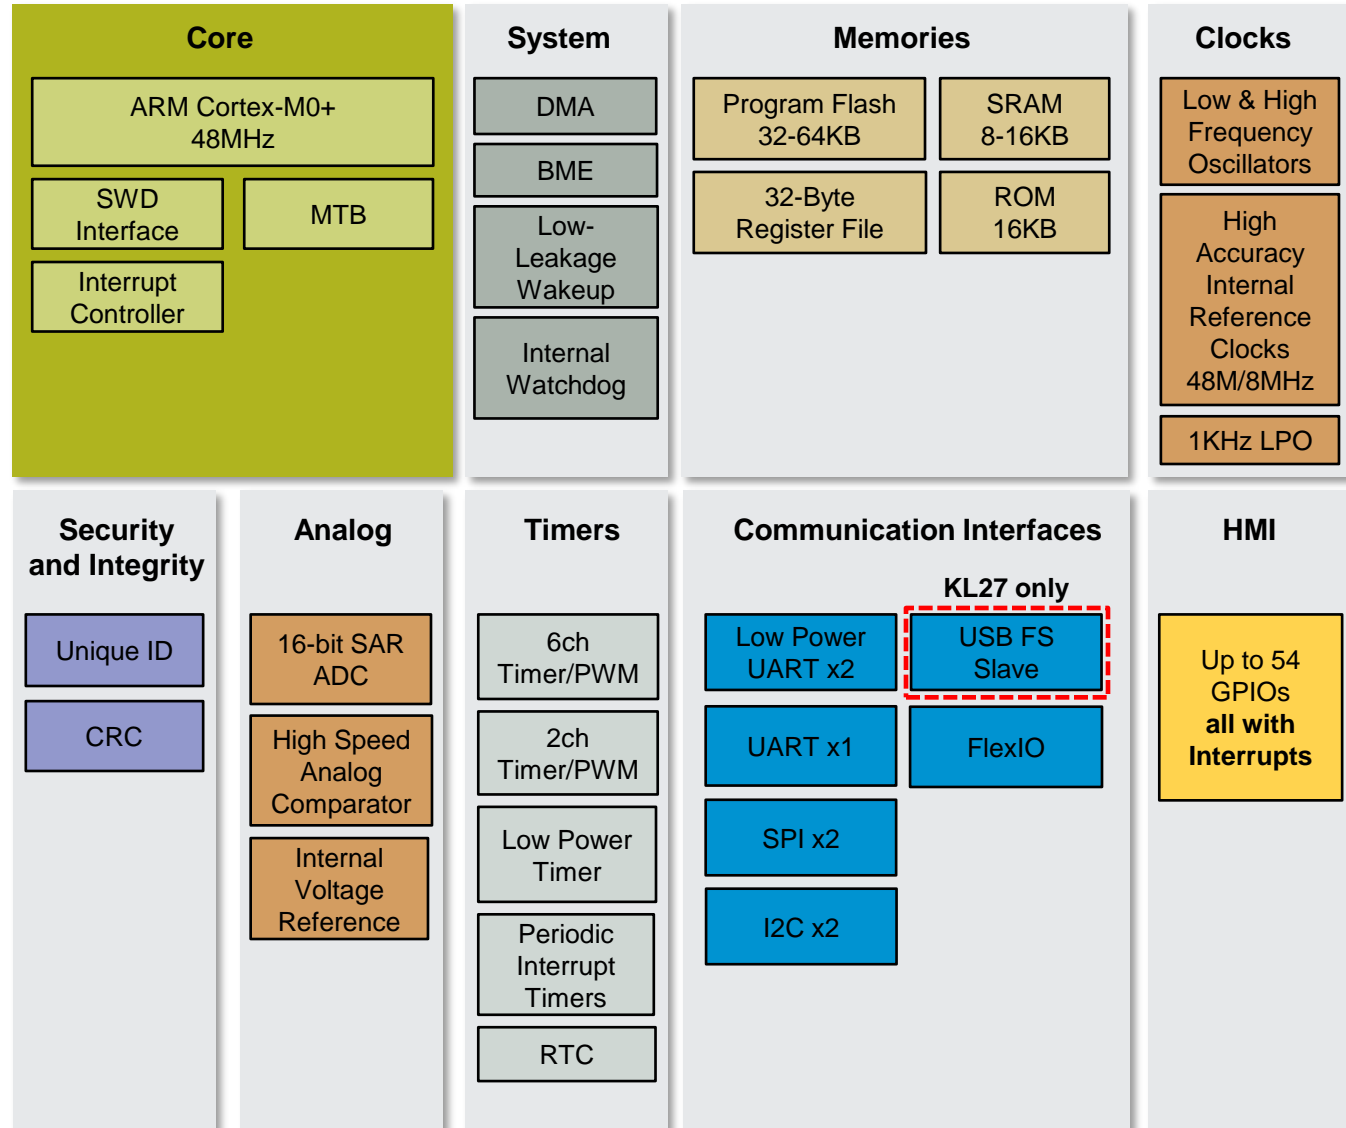 Core
ARM Cortex-M0+
48MHz
SWD
Interface
MTB
Interrupt
Controller
System
DMA
BME
Low-
Leakage
Wakeup
Internal
Watchdog
Memories
Program Flash
32-64KB
SRAM
8-16KB
32-Byte
Register File
ROM
16KB
Clocks
Low & High
Frequency
Oscillators
High
Accuracy
Internal
Reference
Clocks
48M/8MHz
1KHz LPO
Security
and Integrity
Unique ID
CRC
Analog
16-bit SAR
ADC
High Speed
Analog
Comparator
Internal
Voltage
Reference
Timers
6ch
Timer/PWM
2ch
Timer/PWM
Low Power
Timer
Periodic
Interrupt
Timers
RTC
Communication Interfaces
KL27 only
Low Power
UART x2
USB FS
Slave
UART x1
FlexIO
SPI x2
I2C x2
HMI
Up to 54
GPIOs
all with
Interrupts